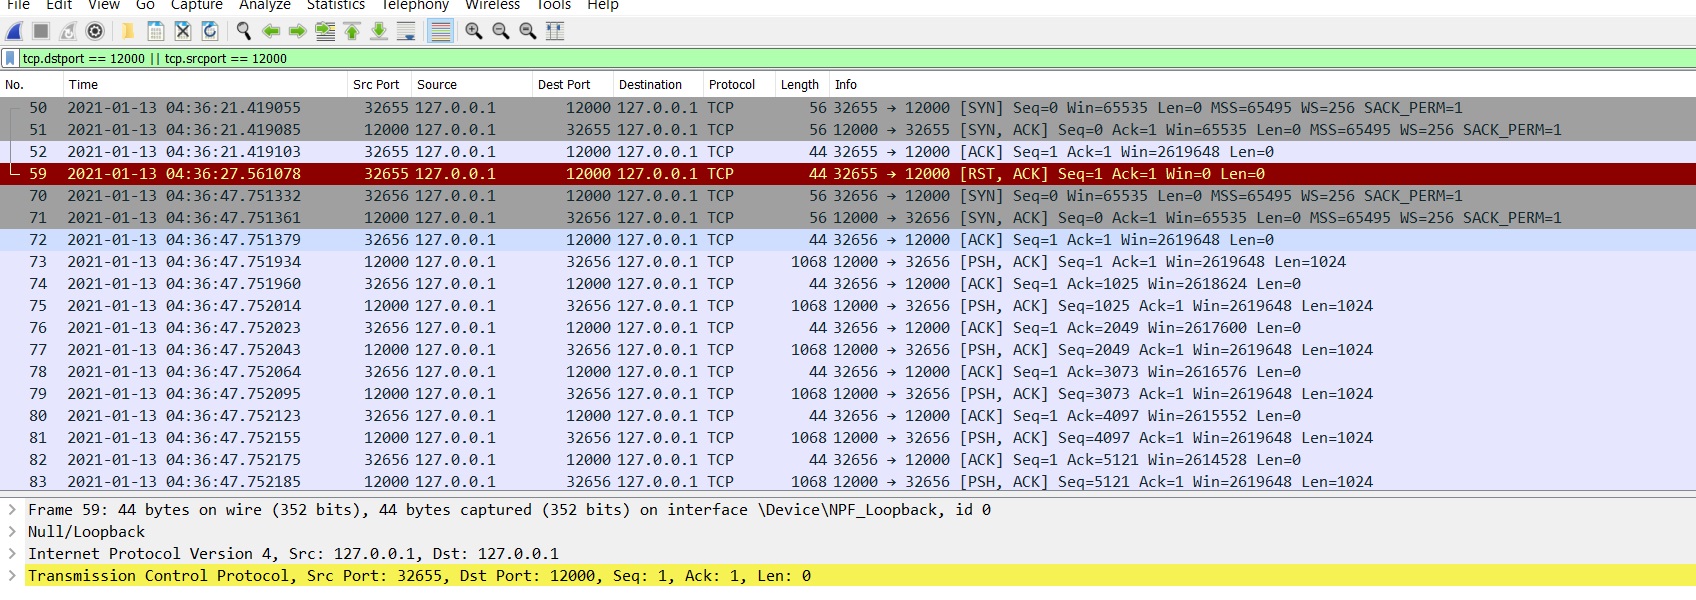 File Edit View Go Capture Analyze Statistics Telephony Wireless Tools Help
tcp.dstport == 12000 || tcp.srcport == 12000
No. Time Src Port Source Dest Port Destination Protocol Length Info
50 2021-01-13 04:36:21.419055 32655 127.0.0.1 12000 127.0.0.1 TCP 56 32655 → 12000 [SYN] Seq=0 Win=65535 Len=0 MSS=65495 WS=256 SACK_PERM=1
51 2021-01-13 04:36:21.419085 12000 127.0.0.1 32655 127.0.0.1 TCP 56 12000 → 32655 [SYN, ACK] Seq=0 Ack=1 Win=65535 Len=0 MSS=65495 WS=256 SACK_PERM=1
52 2021-01-13 04:36:21.419103 32655 127.0.0.1 12000 127.0.0.1 TCP 44 32655 → 12000 [ACK] Seq=1 Ack=1 Win=2619648 Len=0
59 2021-01-13 04:36:27.561078 32655 127.0.0.1 12000 127.0.0.1 TCP 44 32655 → 12000 [RST, ACK] Seq=1 Ack=1 Win=0 Len=0
70 2021-01-13 04:36:47.751332 32656 127.0.0.1 12000 127.0.0.1 TCP 56 32656 → 12000 [SYN] Seq=0 Win=65535 Len=0 MSS=65495 WS=256 SACK_PERM=1
71 2021-01-13 04:36:47.751361 12000 127.0.0.1 32656 127.0.0.1 TCP 56 12000 → 32656 [SYN, ACK] Seq=0 Ack=1 Win=65535 Len=0 MSS=65495 WS=256 SACK_PERM=1
72 2021-01-13 04:36:47.751379 32656 127.0.0.1 12000 127.0.0.1 TCP 44 32656 → 12000 [ACK] Seq=1 Ack=1 Win=2619648 Len=0
73 2021-01-13 04:36:47.751934 12000 127.0.0.1 32656 127.0.0.1 TCP 1068 12000 → 32656 [PSH, ACK] Seq=1 Ack=1 Win=2619648 Len=1024
74 2021-01-13 04:36:47.751960 32656 127.0.0.1 12000 127.0.0.1 TCP 44 32656 → 12000 [ACK] Seq=1 Ack=1025 Win=2618624 Len=0
75 2021-01-13 04:36:47.752014 12000 127.0.0.1 32656 127.0.0.1 TCP 1068 12000 → 32656 [PSH, ACK] Seq=1025 Ack=1 Win=2619648 Len=1024
76 2021-01-13 04:36:47.752023 32656 127.0.0.1 12000 127.0.0.1 TCP 44 32656 → 12000 [ACK] Seq=1 Ack=2049 Win=2617600 Len=0
77 2021-01-13 04:36:47.752043 12000 127.0.0.1 32656 127.0.0.1 TCP 1068 12000 → 32656 [PSH, ACK] Seq=2049 Ack=1 Win=2619648 Len=1024
78 2021-01-13 04:36:47.752064 32656 127.0.0.1 12000 127.0.0.1 TCP 44 32656 → 12000 [ACK] Seq=1 Ack=3073 Win=2616576 Len=0
79 2021-01-13 04:36:47.752095 12000 127.0.0.1 32656 127.0.0.1 TCP 1068 12000 → 32656 [PSH, ACK] Seq=3073 Ack=1 Win=2619648 Len=1024
80 2021-01-13 04:36:47.752123 32656 127.0.0.1 12000 127.0.0.1 TCP 44 32656 → 12000 [ACK] Seq=1 Ack=4097 Win=2615552 Len=0
81 2021-01-13 04:36:47.752155 12000 127.0.0.1 32656 127.0.0.1 TCP 1068 12000 → 32656 [PSH, ACK] Seq=4097 Ack=1 Win=2619648 Len=1024
82 2021-01-13 04:36:47.752175 32656 127.0.0.1 12000 127.0.0.1 TCP 44 32656 → 12000 [ACK] Seq=1 Ack=5121 Win=2614528 Len=0
83 2021-01-13 04:36:47.752185 12000 127.0.0.1 32656 127.0.0.1 TCP 1068 12000 → 32656 [PSH, ACK] Seq=5121 Ack=1 Win=2619648 Len=1024
Frame 59: 44 bytes on wire (352 bits), 44 bytes captured (352 bits) on interface \Device\NPF_Loopback, id 0
Null/Loopback
Internet Protocol Version 4, Src: 127.0.0.1, Dst: 127.0.0.1
Transmission Control Protocol, Src Port: 32655, Dst Port: 12000, Seq: 1, Ack: 1, Len: 0